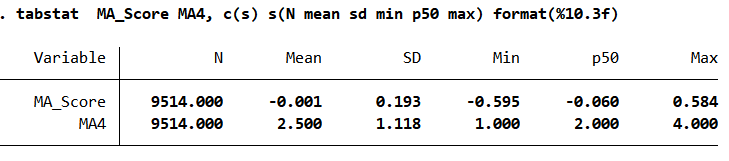 . tabstat  MA_Score MA4, c(s) s(N mean sd min p50 max) format(%10.3f)
Variable | N Mean SD Min p50 Max
MA_Score | 9514.000 -0.001 0.193 -0.595 -0.060 0.584
MA4 | 9514.000 2.500 1.118 1.000 2.000 4.000